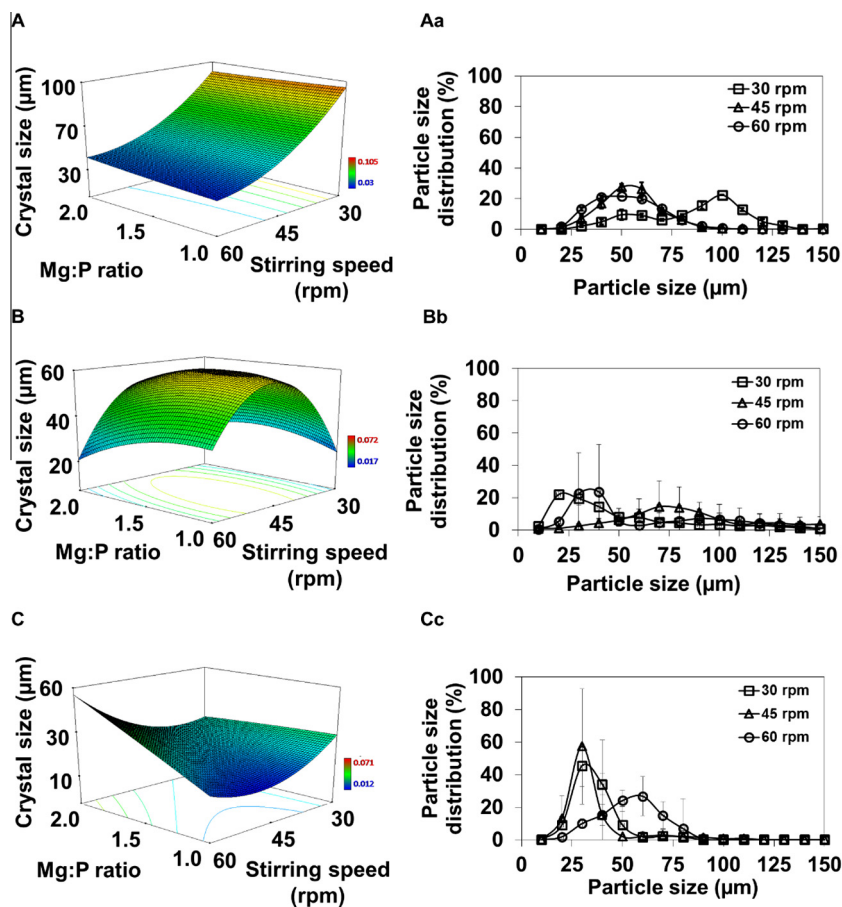 A
Crystal size (µm)
100
70
30
2.0
1.5
1.0
60
45
30
Mg:P ratio
Stirring speed
(rpm)
0.105
0.03
Aa
Particle size
distribution (%)
100
80
60
40
20
0
0 25 50 75 100 125 150
Particle size (µm)
30 rpm
45 rpm
60 rpm
B
Crystal size (µm)
60
40
20
2.0
1.5
1.0
60
45
30
Mg:P ratio
Stirring speed
(rpm)
0.072
0.017
Bb
Particle size
distribution (%)
100
80
60
40
20
0
0 25 50 75 100 125 150
Particle size (µm)
30 rpm
45 rpm
60 rpm
C
Crystal size (µm)
60
30
10
2.0
1.5
1.0
60
45
30
Mg:P ratio
Stirring speed
(rpm)
0.071
0.012
Cc
Particle size
distribution (%)
100
80
60
40
20
0
0 25 50 75 100 125 150
Particle size (µm)
30 rpm
45 rpm
60 rpm